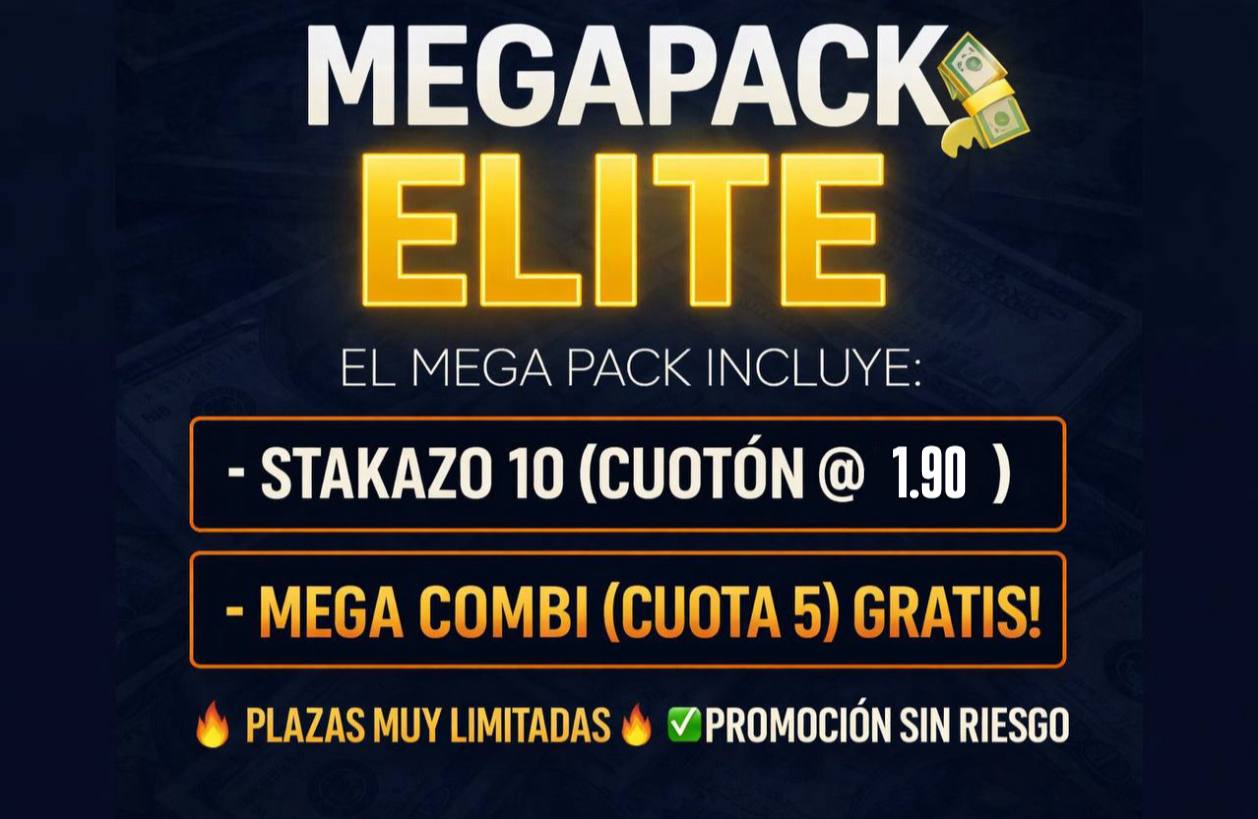 MEGAPACK
ELITE
EL MEGA PACK INCLUYE:
- STAKAZO 10 (CUOTÓN @ 1.90 )
- MEGA COMBI (CUOTA 5) GRATIS!
🔥 PLAZAS MUY LIMITADAS 🔥 ✅ PROMOCIÓN SIN RIESGO